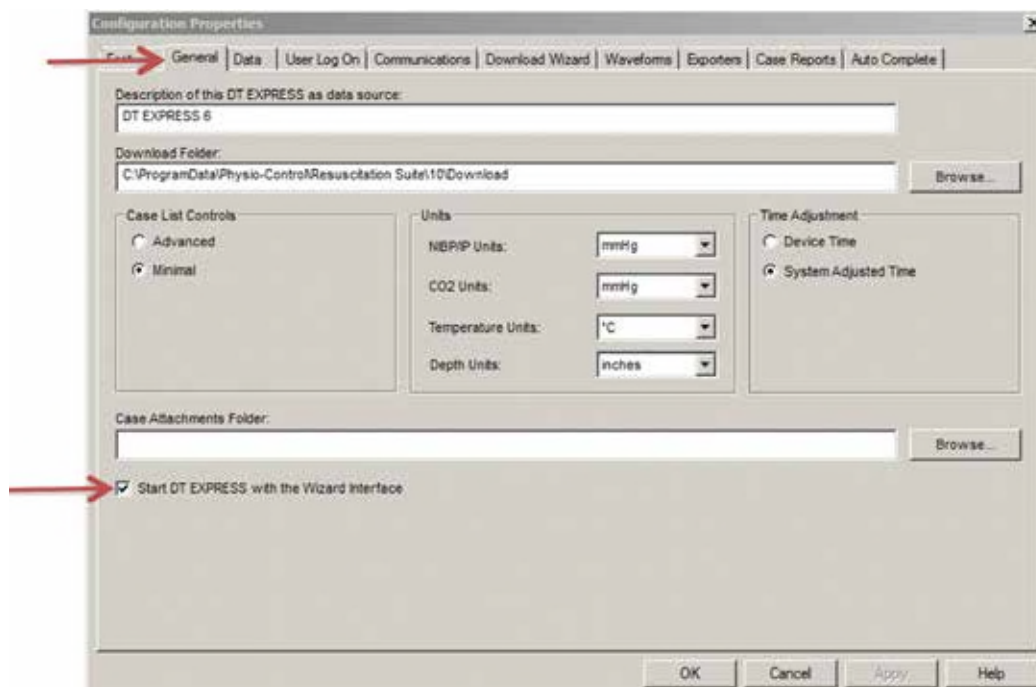 Configuration Properties
General Data User Log On Communications Download Wizard Waveforms Exporters Case Reports Auto Complete
Description of this DT EXPRESS as data source:
DT EXPRESS 6
Download Folder:
C:\ProgramData\Physio-Control\Resuscitation Suite\10\Download
Browse...
Case List Controls
Advanced
Minimal
Units
NIBP/IP Units: mmHg
CO2 Units: mmHg
Temperature Units: °C
Depth Units: inches
Time Adjustment
Device Time
System Adjusted Time
Case Attachments Folder:
Browse...
Start DT EXPRESS with the Wizard Interface
OK Cancel Apply Help